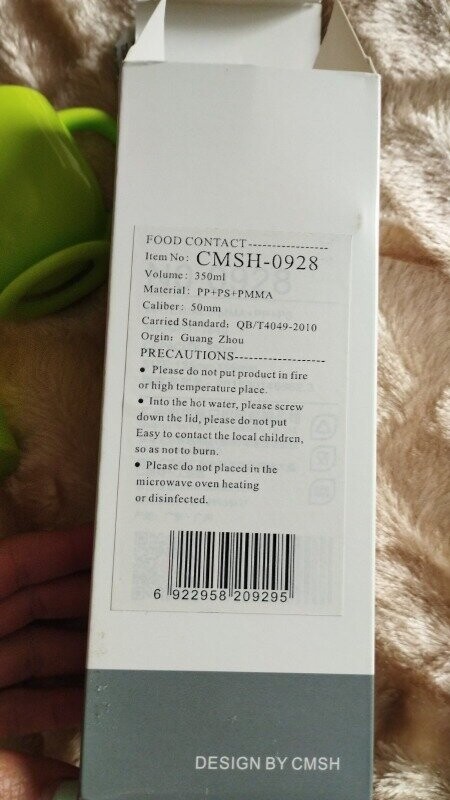 FOOD CONTACT------------------
Item No: CMSH-0928
Volume: 350ml
Material: PP+PS+PMMA
Caliber: 50mm
Carried Standard: QB/T4049-2010
Orgin: Guang Zhou
PRECAUTIONS--------------------
• Please do not put product in fire
or high temperature place.
• Into the hot water, please screw
down the lid, please do not put
Easy to contact the local children,
so as not to burn.
• Please do not placed in the
microwave oven heating
or disinfected.
6 922958 209295
DESIGN BY CMSH